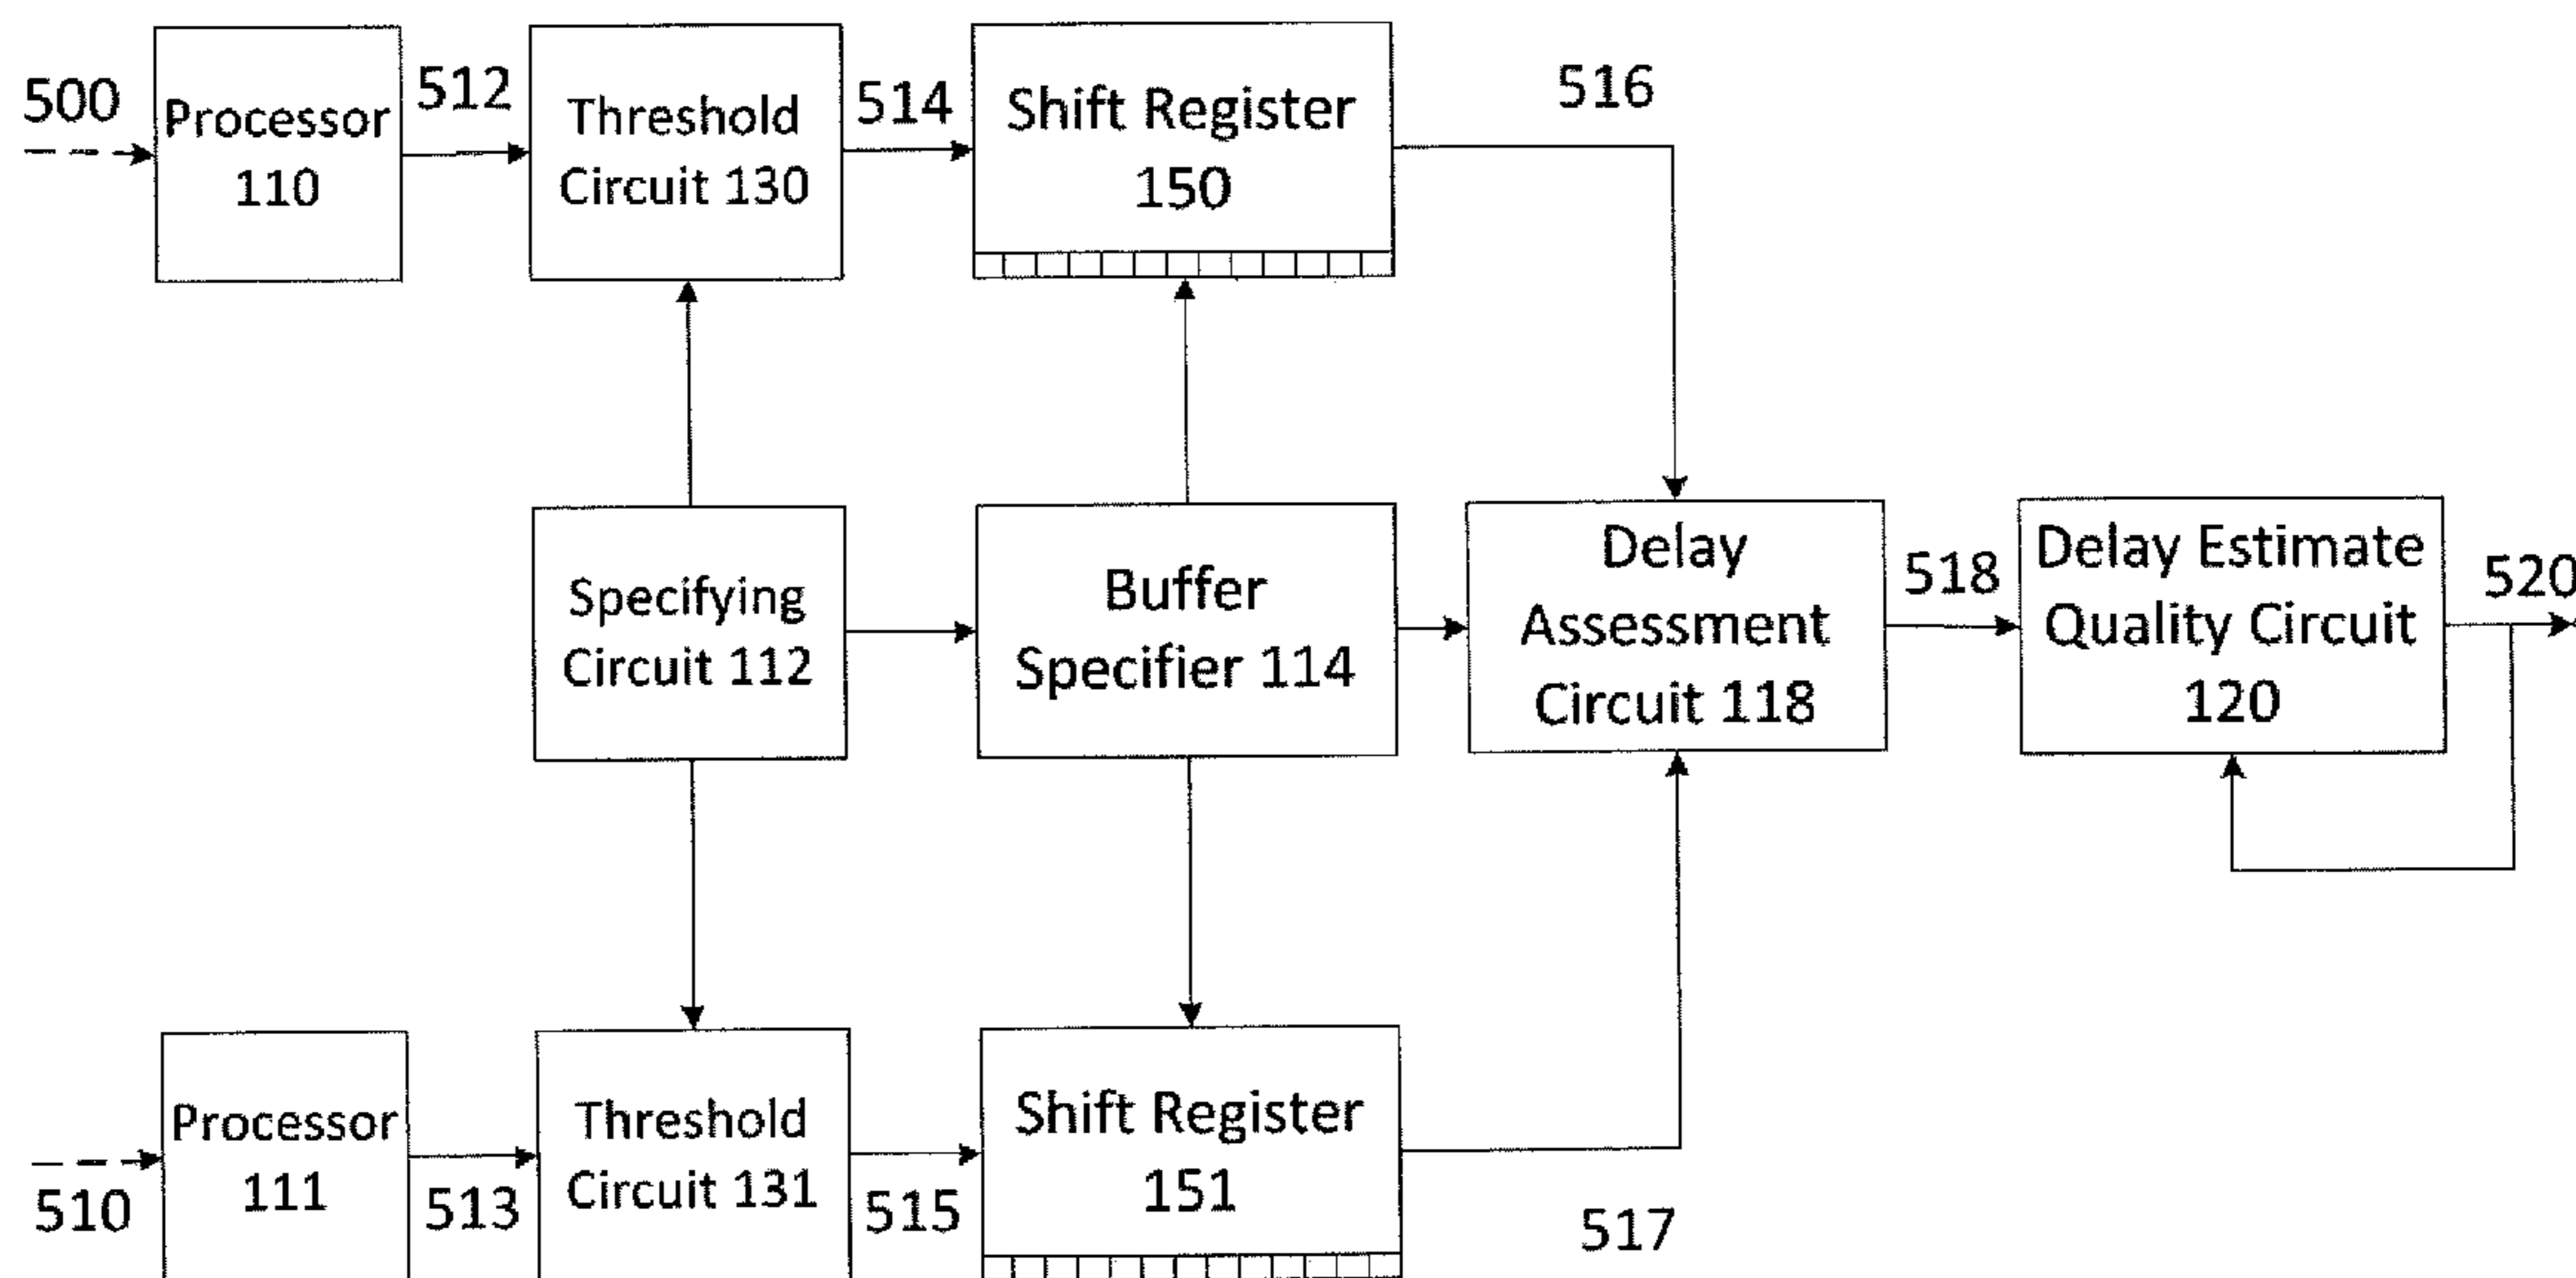 500
Processor
110
512
Threshold
Circuit 130
514
Shift Register
150
516
Specifying
Circuit 112
Buffer
Specifier 114
Delay
Assessment
Circuit 118
518
Delay Estimate
Quality Circuit
120
520
510
Processor
111
513
Threshold
Circuit 131
515
Shift Register
151
517